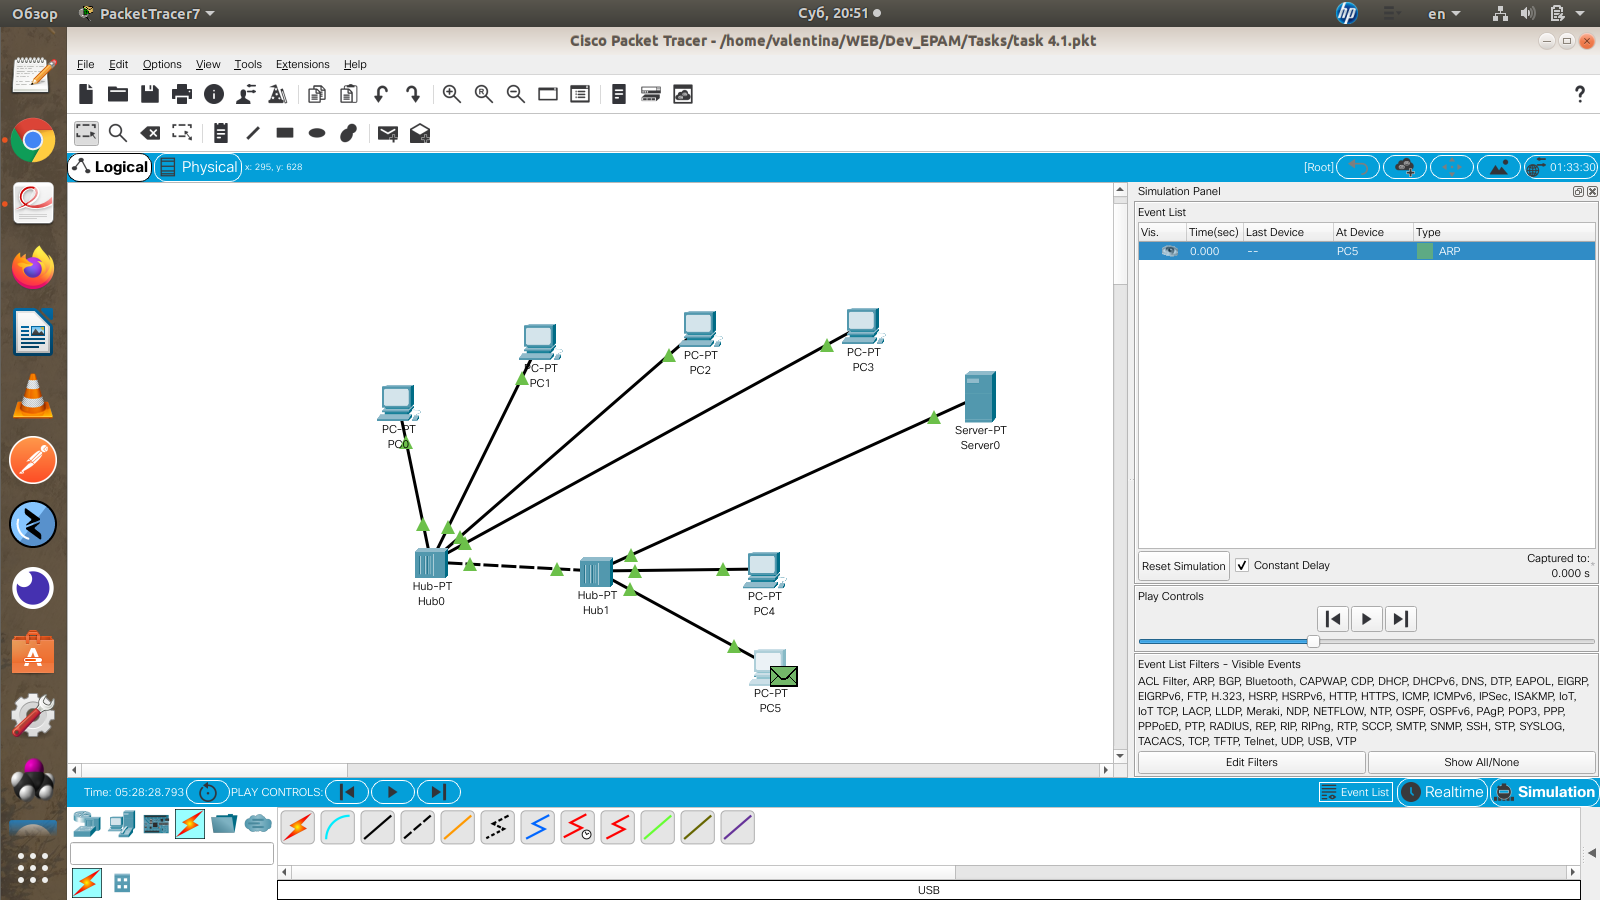 Обзор PacketTracer7 Суб, 20:51 hp en
Cisco Packet Tracer - /home/valentina/WEB/Dev_EPAM/Tasks/task 4.1.pkt
File Edit Options View Tools Extensions Help
Logical Physical x: 295, y: 628 [Root] 01:33:30
Simulation Panel
Event List
Vis. Time(sec) Last Device At Device Type
0.000 -- PC5 ARP
PC-PT
PC0
PC-PT
PC1
PC-PT
PC2
PC-PT
PC3
Server-PT
Server0
Hub-PT
Hub0
Hub-PT
Hub1
PC-PT
PC4
PC-PT
PC5
Reset Simulation Constant Delay Captured to:
0.000 s
Play Controls
Event List Filters - Visible Events
ACL Filter, ARP, BGP, Bluetooth, CAPWAP, CDP, DHCP, DHCPv6, DNS, DTP, EAPOL, EIGRP,
EIGRPv6, FTP, H.323, HSRP, HSRPv6, HTTP, HTTPS, ICMP, ICMPv6, IPSec, ISAKMP, IoT,
IoT TCP, LACP, LLDP, Meraki, NDP, NETFLOW, NTP, OSPF, OSPFv6, PAgP, POP3, PPP,
PPPoED, PTP, RADIUS, REP, RIP, RIPng, RTP, SCCP, SMTP, SNMP, SSH, STP, SYSLOG,
TACACS, TCP, TFTP, Telnet, UDP, USB, VTP
Edit Filters Show All/None
Time: 05:28:28.793 PLAY CONTROLS: Event List Realtime Simulation
USB